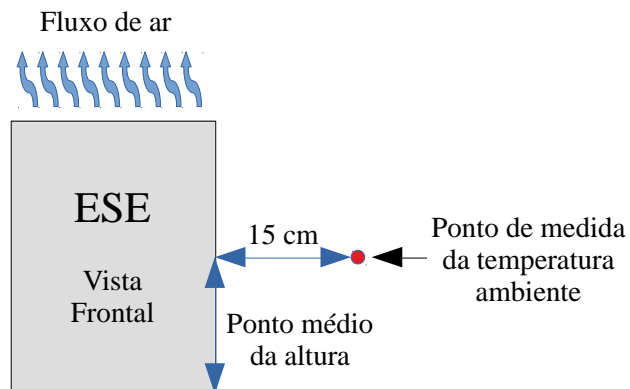 Fluxo de ar
ESE
Vista
Frontal
15 cm
Ponto de medida
da temperatura
ambiente
Ponto médio
da altura